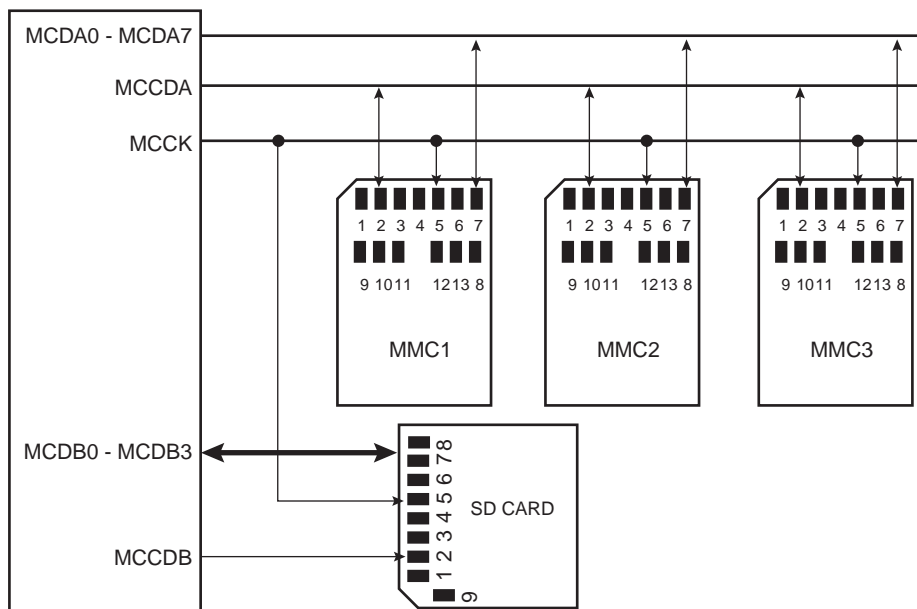 MCDA0 - MCDA7
MCCDA
MCCK
1 2 3 4 5 6 7
9 10 11 12 13 8
MMC1
1 2 3 4 5 6 7
9 10 11 12 13 8
MMC2
1 2 3 4 5 6 7
9 10 11 12 13 8
MMC3
MCDB0 - MCDB3
MCCDB
1 2 3 4 5 6 7 8
9
SD CARD